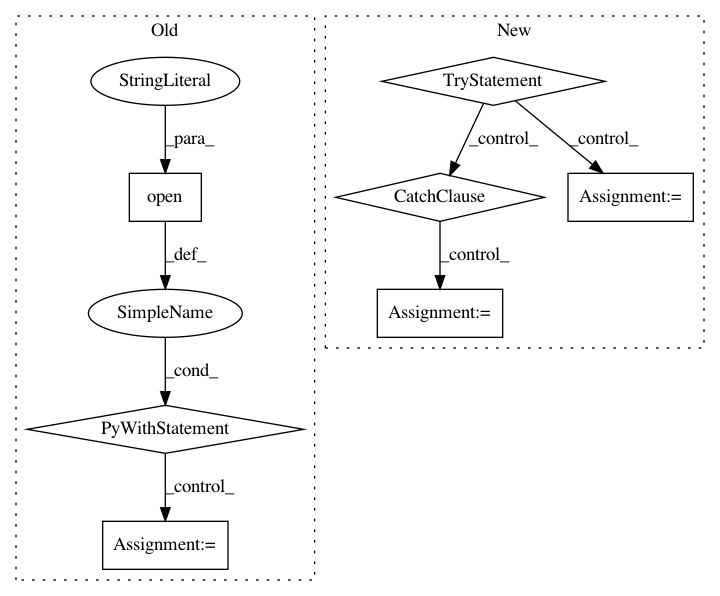 Old
New
StringLiteral
TryStatement
_para_
_control_
_control_
open
CatchClause
Assignment:=
_def_
_control_
SimpleName
Assignment:=
_cond_
PyWithStatement
_control_
Assignment:=